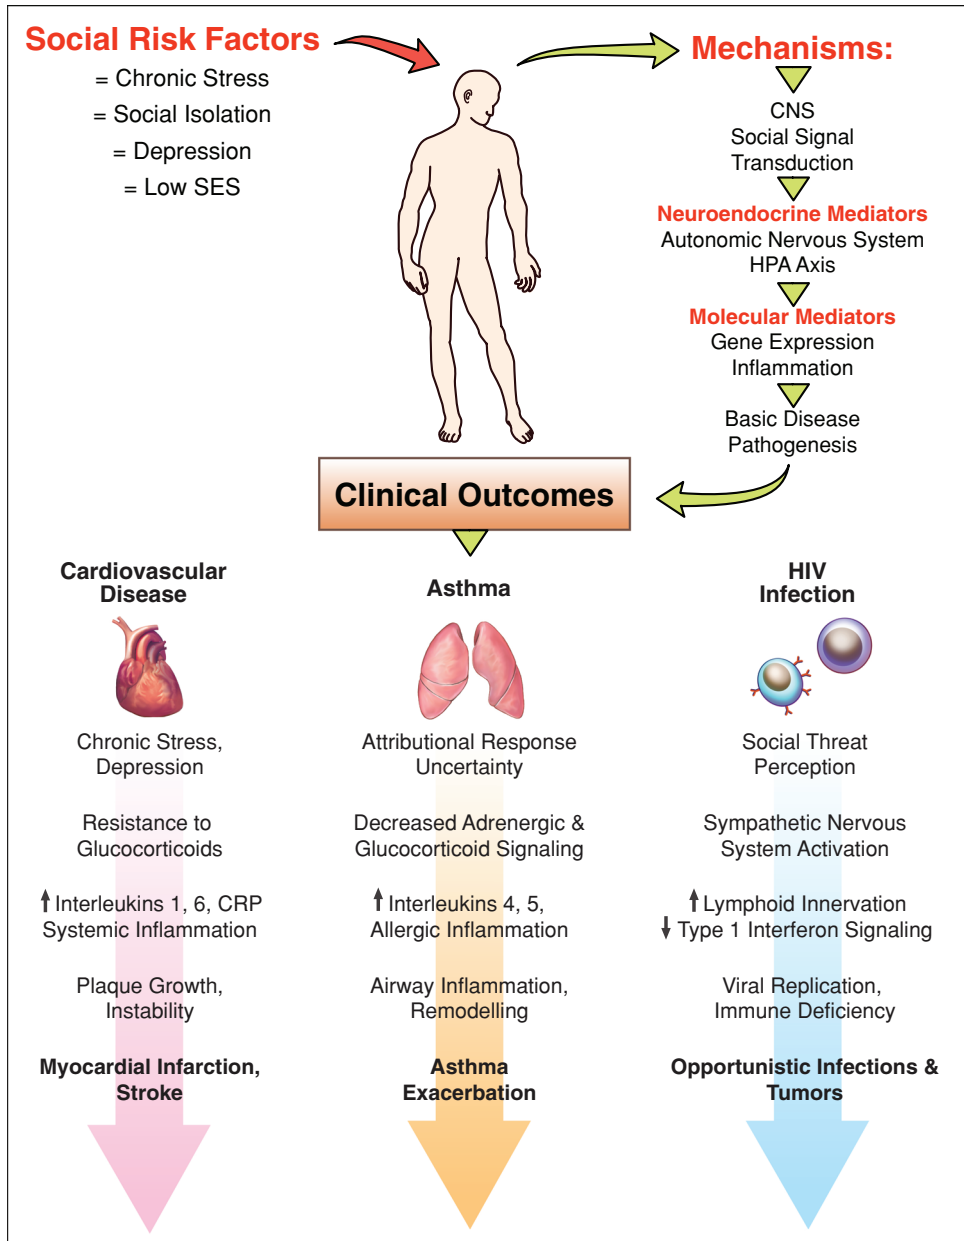 Social Risk Factors
= Chronic Stress
= Social Isolation
= Depression
= Low SES
Mechanisms:
CNS
Social Signal
Transduction
Neuroendocrine Mediators
Autonomic Nervous System
HPA Axis
Molecular Mediators
Gene Expression
Inflammation
Basic Disease
Pathogenesis
Clinical Outcomes
Cardiovascular
Disease
Chronic Stress,
Depression
Resistance to
Glucocorticoids
↑Interleukins 1, 6, CRP
Systemic Inflammation
Plaque Growth,
Instability
Myocardial Infarction,
Stroke
Asthma
Attributional Response
Uncertainty
Decreased Adrenergic &
Glucocorticoid Signaling
↑Interleukins 4, 5,
Allergic Inflammation
Airway Inflammation,
Remodelling
Asthma
Exacerbation
HIV
Infection
Social Threat
Perception
Sympathetic Nervous
System Activation
↑Lymphoid Innervation
↓Type 1 Interferon Signaling
Viral Replication,
Immune Deficiency
Opportunistic Infections &
Tumors